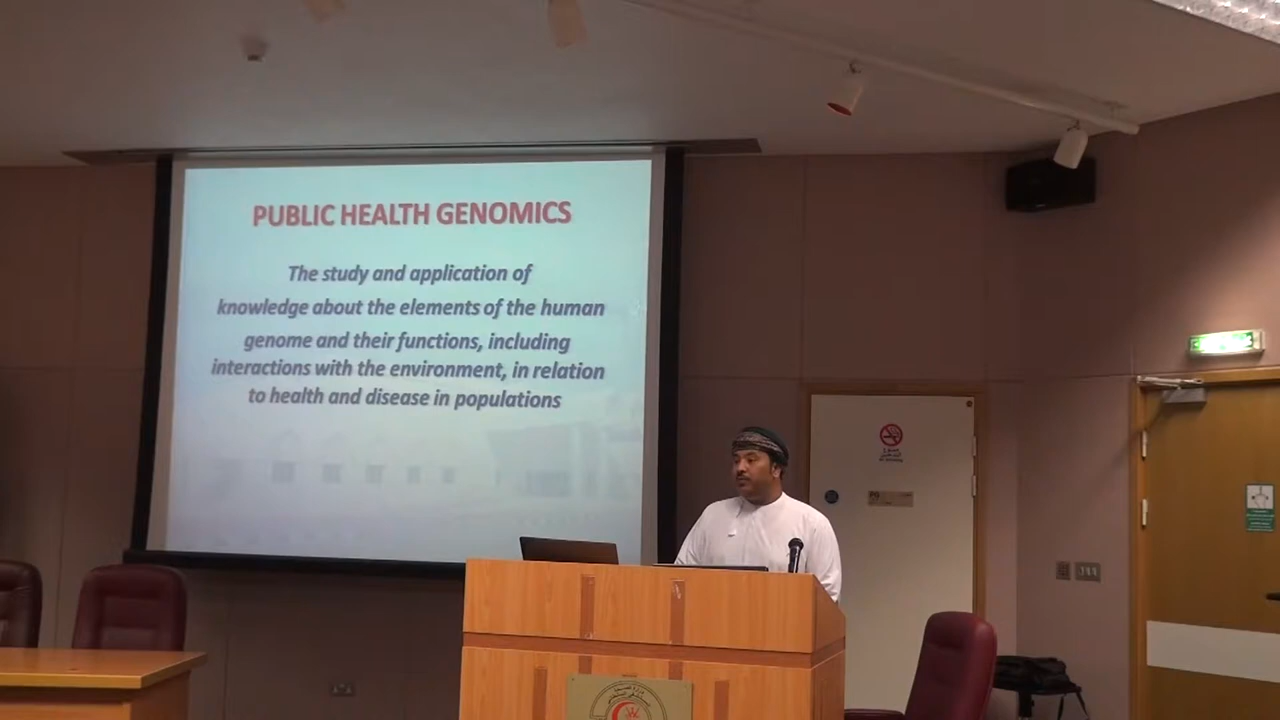 PUBLIC HEALTH GENOMICS
The study and application of
knowledge about the elements of the human
genome and their functions, including
interactions with the environment, in relation
to health and disease in populations